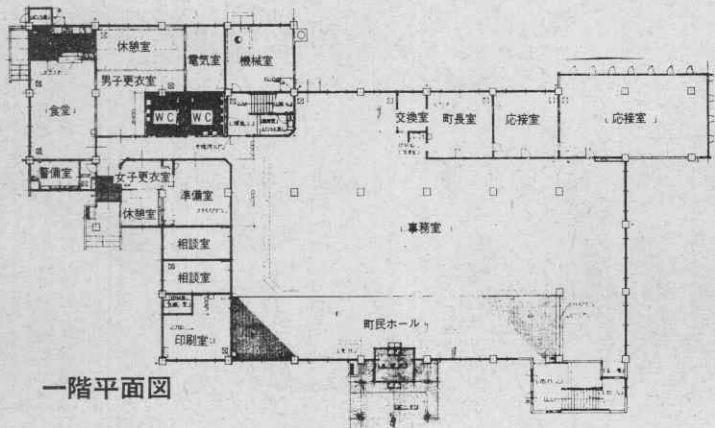 休憩室
電気室
機械室
男子更衣室
食堂
WC
WC
交換室
町長室
応接室
応接室
警備室
女子更衣室
準備室
休憩室
事務室
相談室
相談室
町民ホール
印刷室
一階平面図